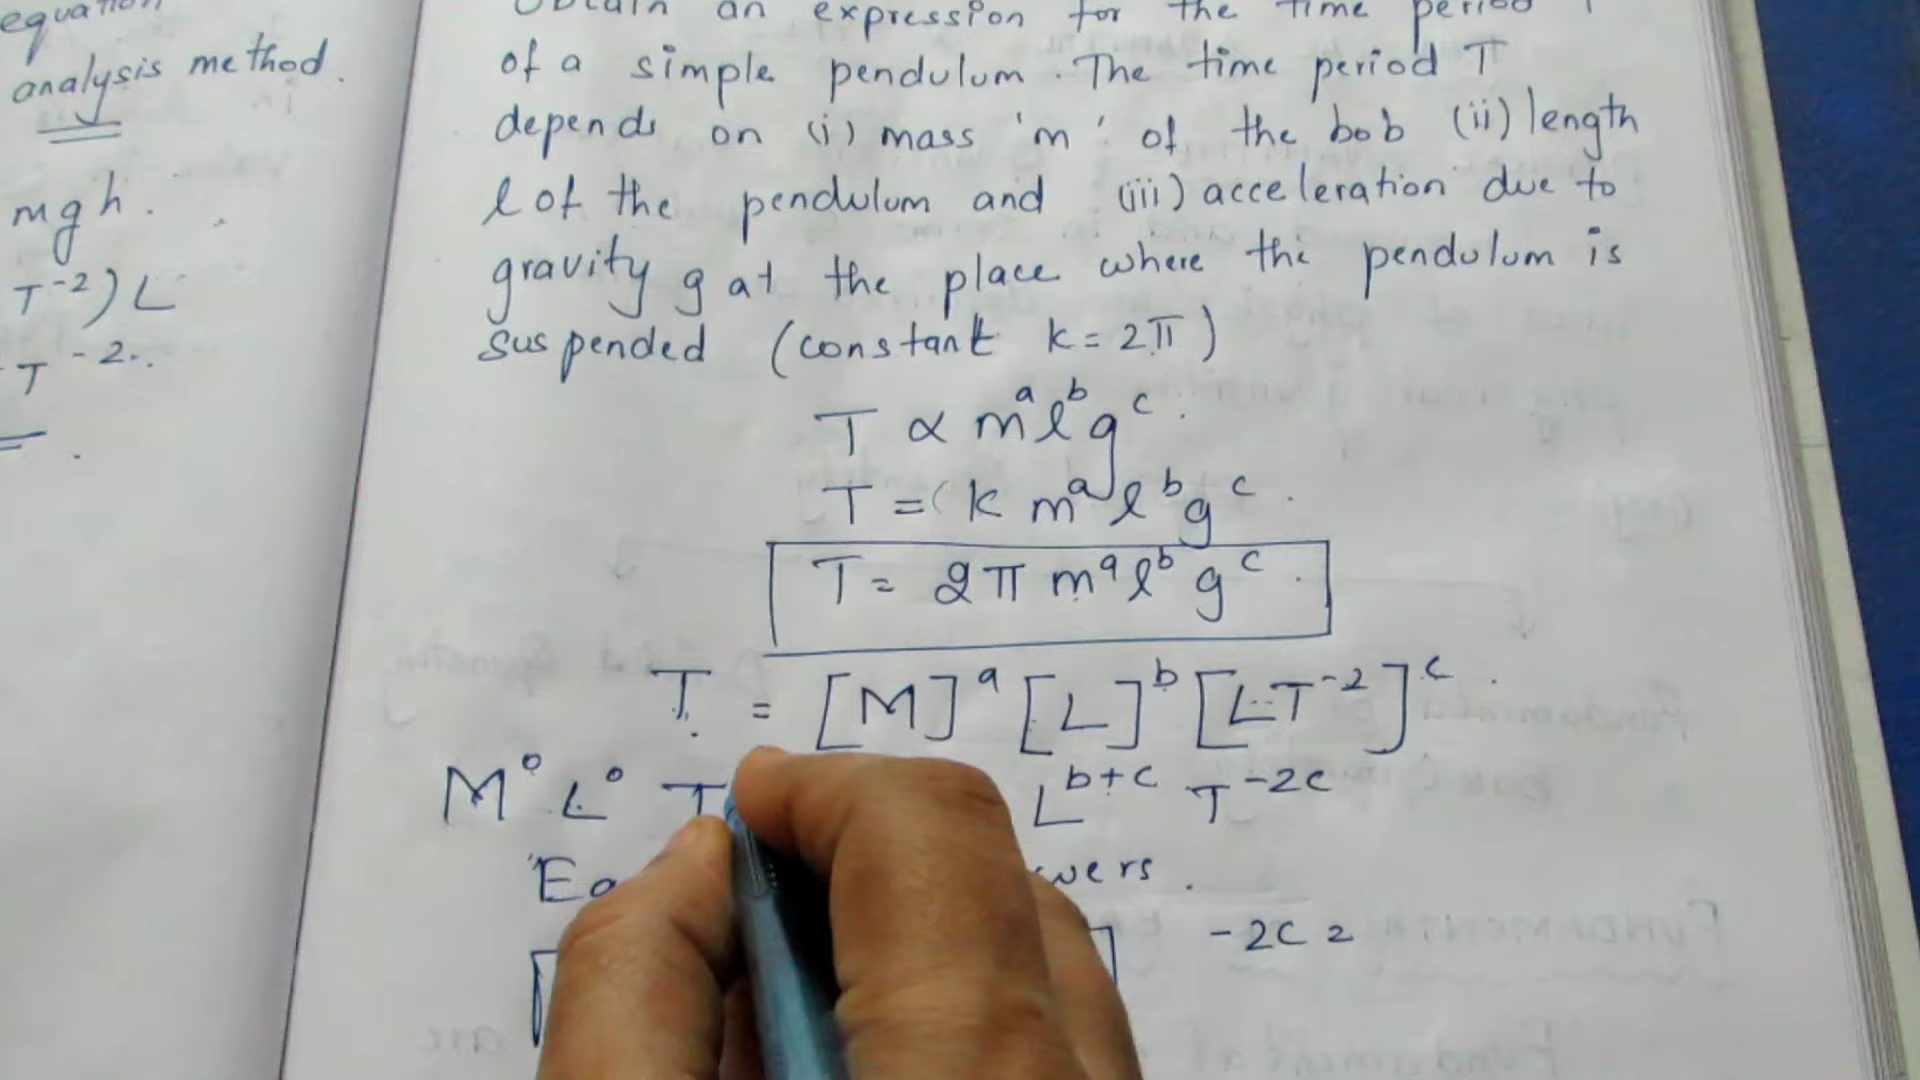 equation
analysis method.
mgh.
T⁻²) L
T⁻².
Obtain an expression for the time period T
of a simple pendulum. The time period T
depends on (i) mass 'm' of the bob (ii) length
l of the pendulum and (iii) acceleration due to
gravity g at the place where the pendulum is
suspended (constant k = 2π)
T ∝ mᵃ lᵇ gᶜ.
T = (k mᵃ lᵇ gᶜ.
T = 2π mᵃ lᵇ gᶜ.
T = [M]ᵃ [L]ᵇ [LT⁻²]ᶜ.
M⁰ L⁰ T L^(b+c) T^(-2c)
-2c =